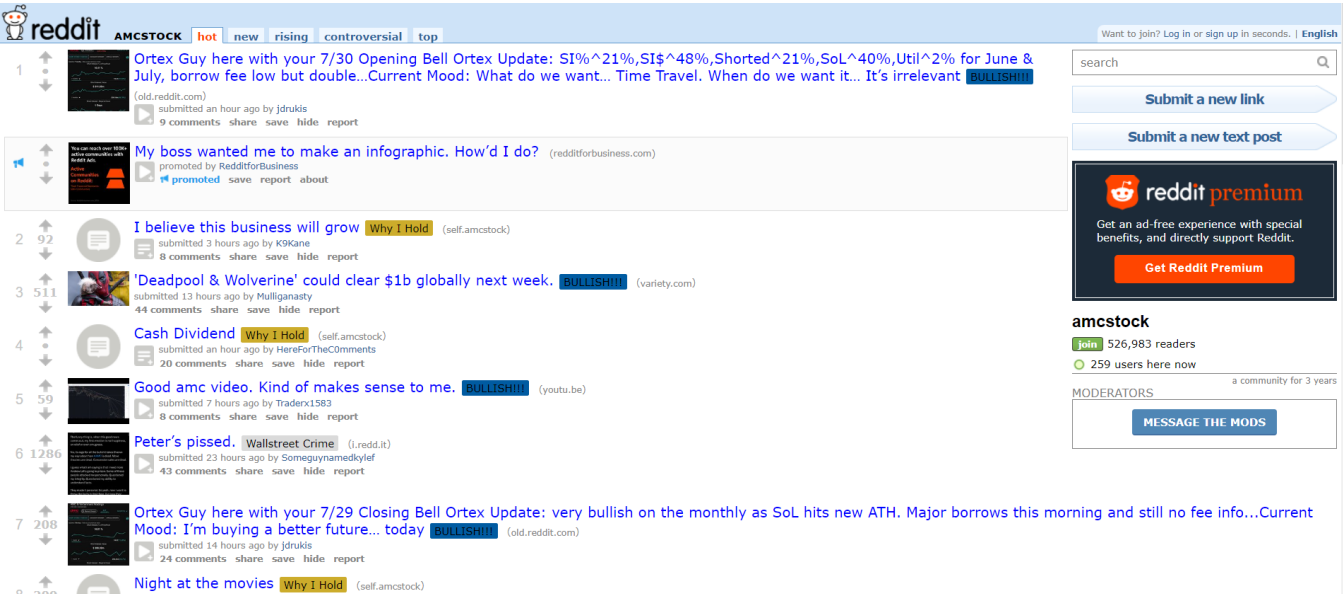 reddit AMCSTOCK hot new rising controversial top
Want to join? Log in or sign up in seconds. | English
1
Ortex Guy here with your 7/30 Opening Bell Ortex Update: SI%^21%,SI$^48%,Shorted^21%,SoL^40%,Util^2% for June &
July, borrow fee low but double...Current Mood: What do we want... Time Travel. When do we want it... It's irrelevant BULLISH!!!
(old.reddit.com)
submitted an hour ago by jdrukis
9 comments share save hide report
You can reach over 100K+
active communities with
Reddit Ads.
Active
Communities
on Reddit:
My boss wanted me to make an infographic. How'd I do? (redditforbusiness.com)
promoted by RedditforBusiness
promoted save report about
2 92
I believe this business will grow Why I Hold (self.amcstock)
submitted 3 hours ago by K9Kane
8 comments share save hide report
3 511
'Deadpool & Wolverine' could clear $1b globally next week. BULLISH!!! (variety.com)
submitted 13 hours ago by Mulliganasty
44 comments share save hide report
4
Cash Dividend Why I Hold (self.amcstock)
submitted an hour ago by HereForTheC0mments
20 comments share save hide report
5 59
Good amc video. Kind of makes sense to me. BULLISH!!! (youtu.be)
submitted 7 hours ago by Traderx1583
8 comments share save hide report
6 1286
Peter's pissed. Wallstreet Crime (i.redd.it)
submitted 23 hours ago by Someguynamedkylef
43 comments share save hide report
7 208
Ortex Guy here with your 7/29 Closing Bell Ortex Update: very bullish on the monthly as SoL hits new ATH. Major borrows this morning and still no fee info...Current
Mood: I'm buying a better future... today BULLISH!!! (old.reddit.com)
submitted 14 hours ago by jdrukis
24 comments share save hide report
Night at the movies Why I Hold (self.amcstock)
search
Submit a new link
Submit a new text post
reddit premium
Get an ad-free experience with special
benefits, and directly support Reddit.
Get Reddit Premium
amcstock
join 526,983 readers
259 users here now
a community for 3 years
MODERATORS
MESSAGE THE MODS